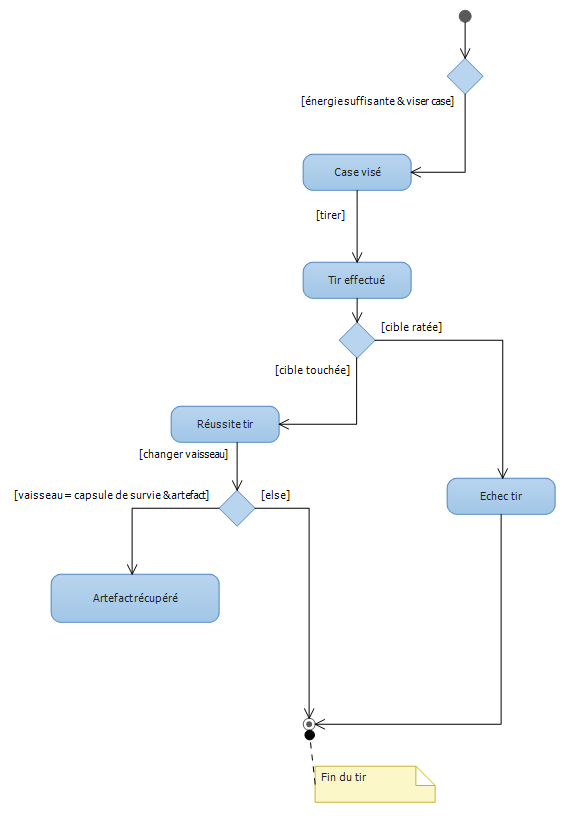 [énergie suffisante & viser case]
Case visé
[tirer]
Tir effectué
[cible ratée]
[cible touchée]
Réussite tir
[changer vaisseau]
[vaisseau = capsule de survie & artefact]
[else]
Echec tir
Artefact récupéré
Fin du tir